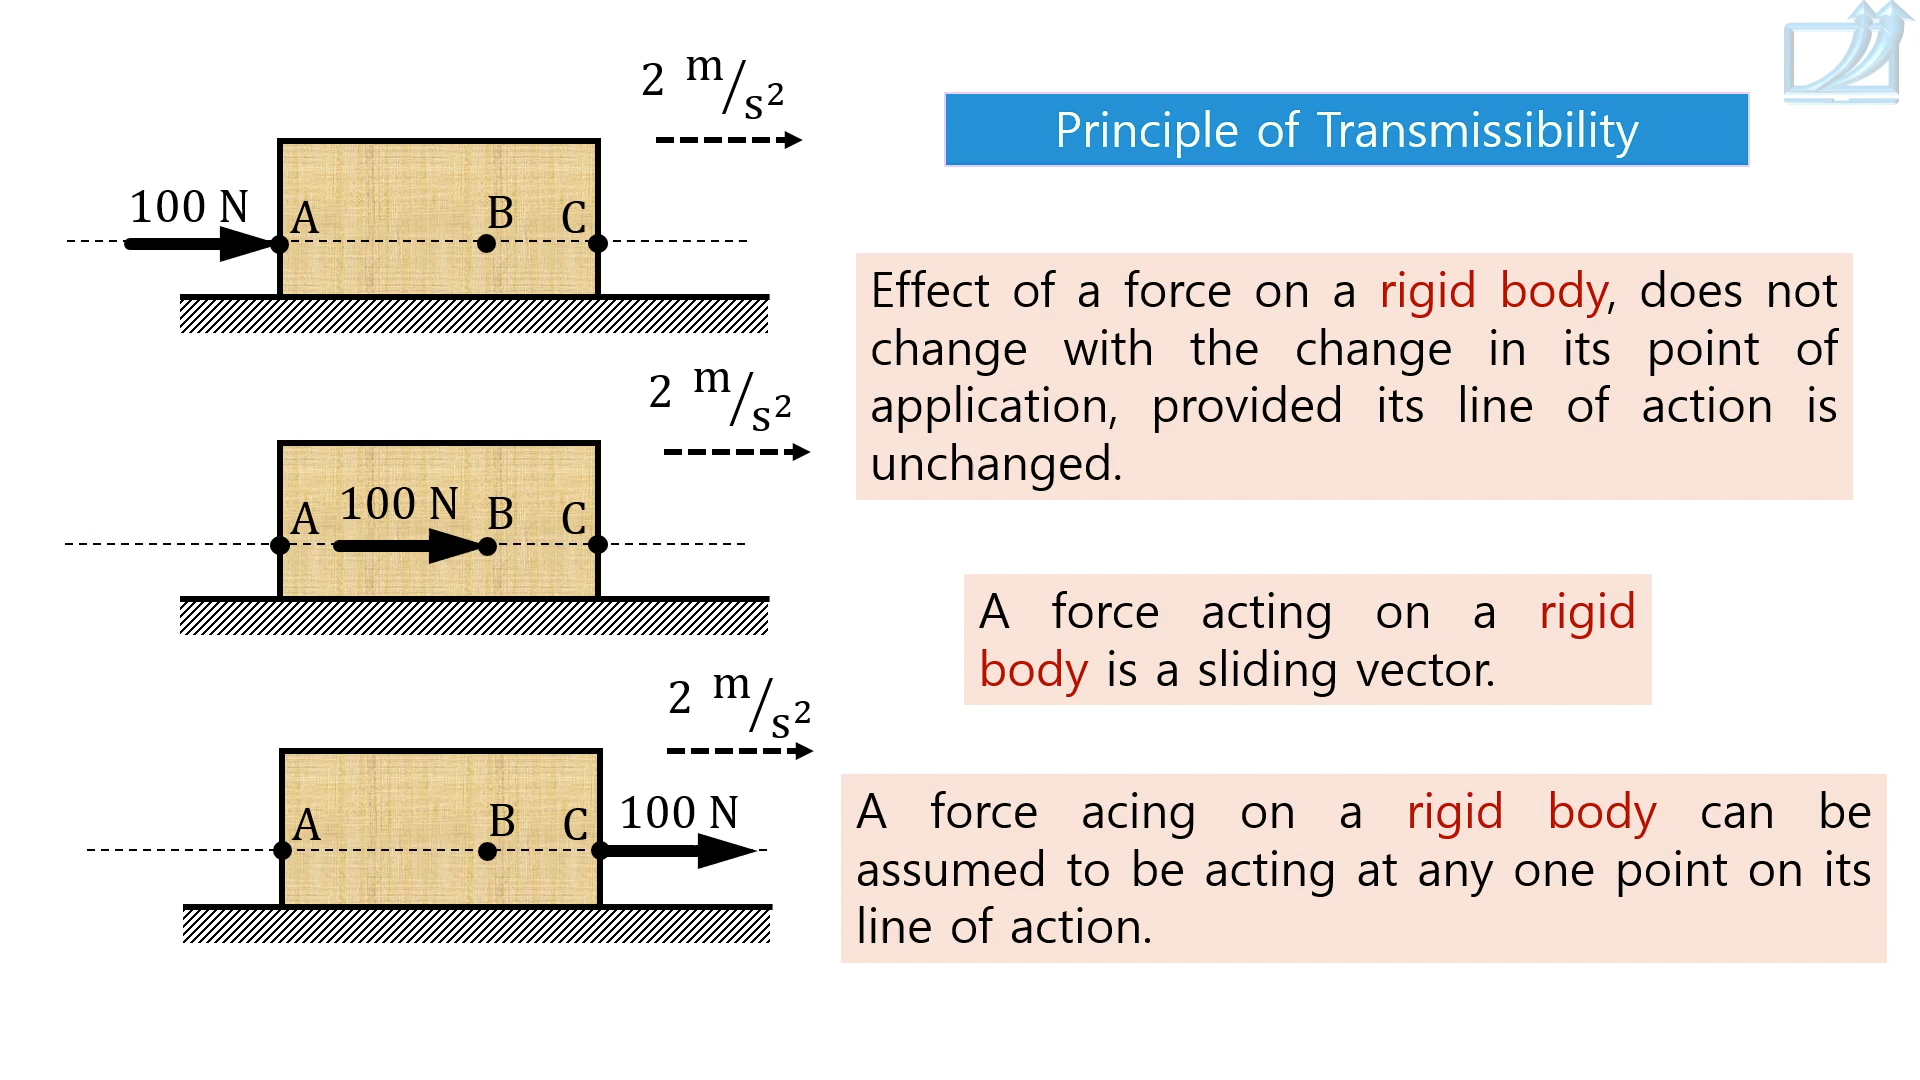 2 m/s²
100 N
A
B
C
2 m/s²
A
100 N
B
C
2 m/s²
A
B
C
100 N
Principle of Transmissibility
Effect of a force on a rigid body, does not
change with the change in its point of
application, provided its line of action is
unchanged.
A force acting on a rigid
body is a sliding vector.
A force acing on a rigid body can be
assumed to be acting at any one point on its
line of action.